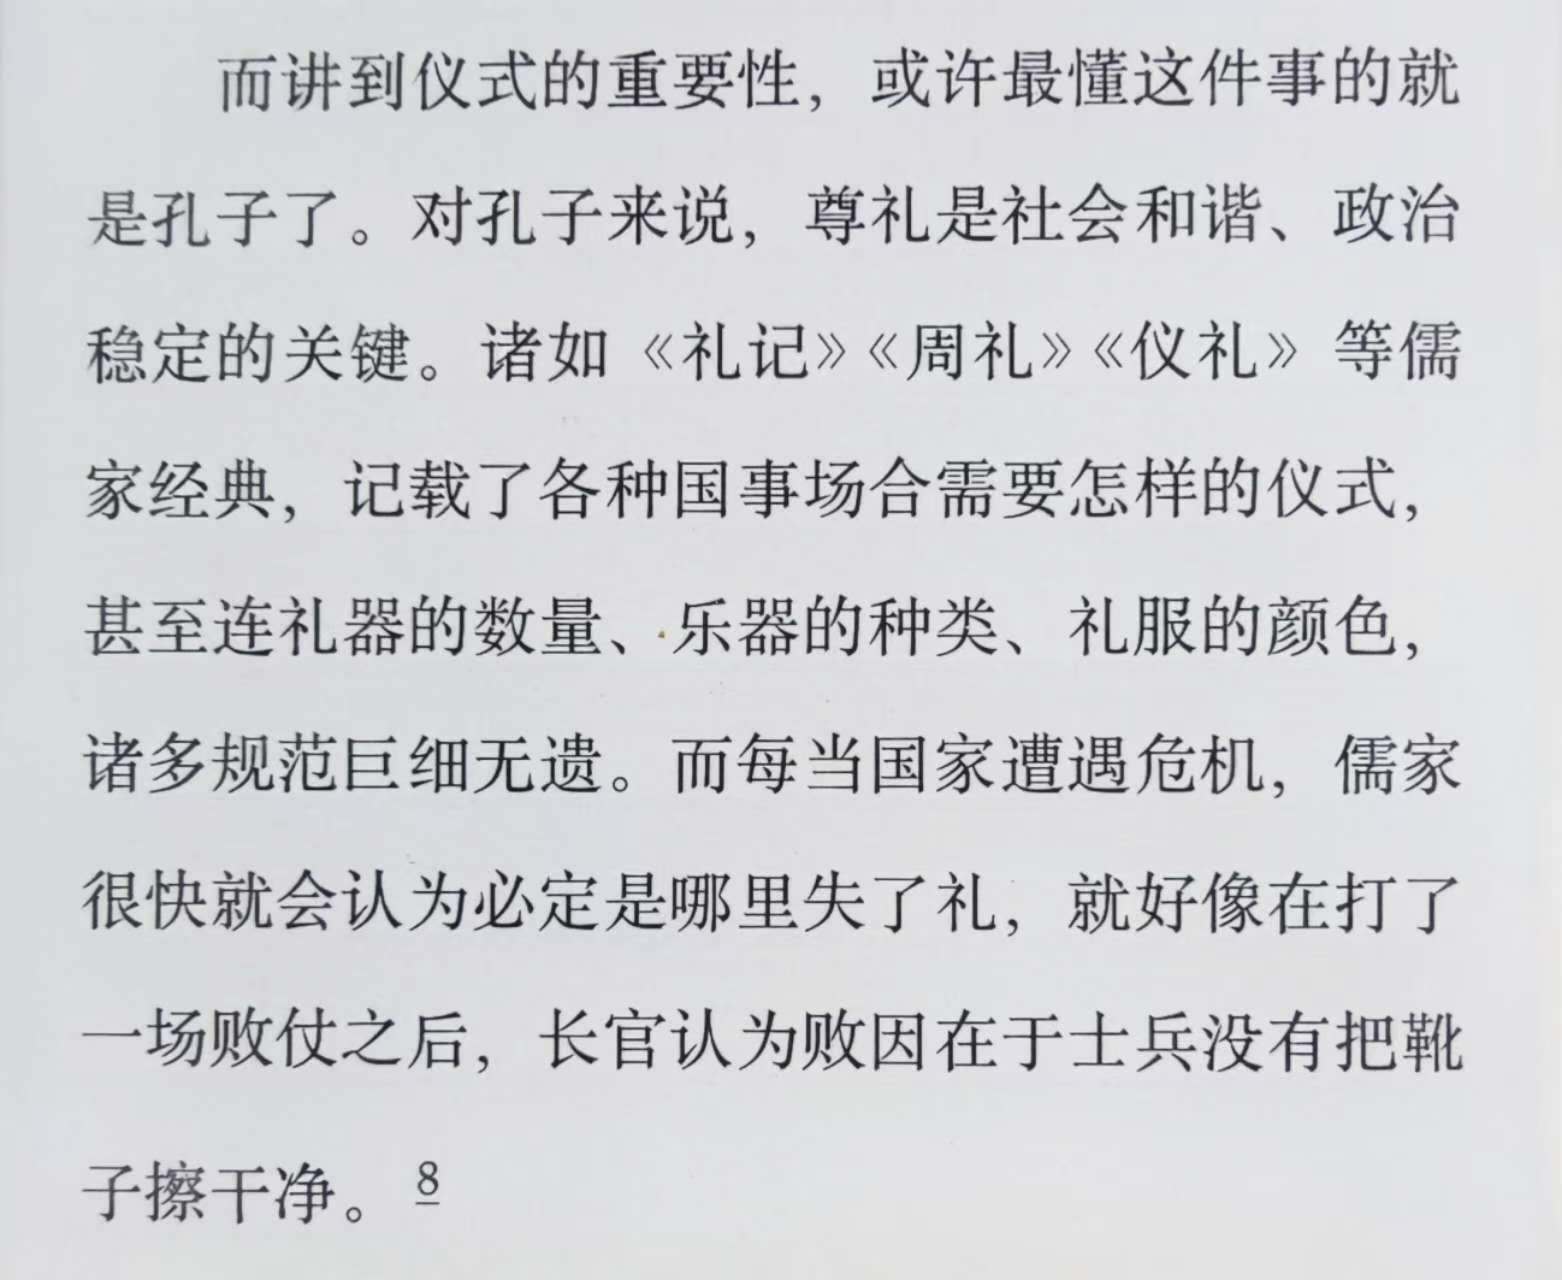 而讲到仪式的重要性，或许最懂这件事的就
是孔子了。对孔子来说，尊礼是社会和谐、政治
稳定的关键。诸如《礼记》《周礼》《仪礼》等儒
家经典，记载了各种国事场合需要怎样的仪式，
甚至连礼器的数量、乐器的种类、礼服的颜色，
诸多规范巨细无遗。而每当国家遭遇危机，儒家
很快就会认为必定是哪里失了礼，就好像在打了
一场败仗之后，长官认为败因在于士兵没有把靴
子擦干净。8